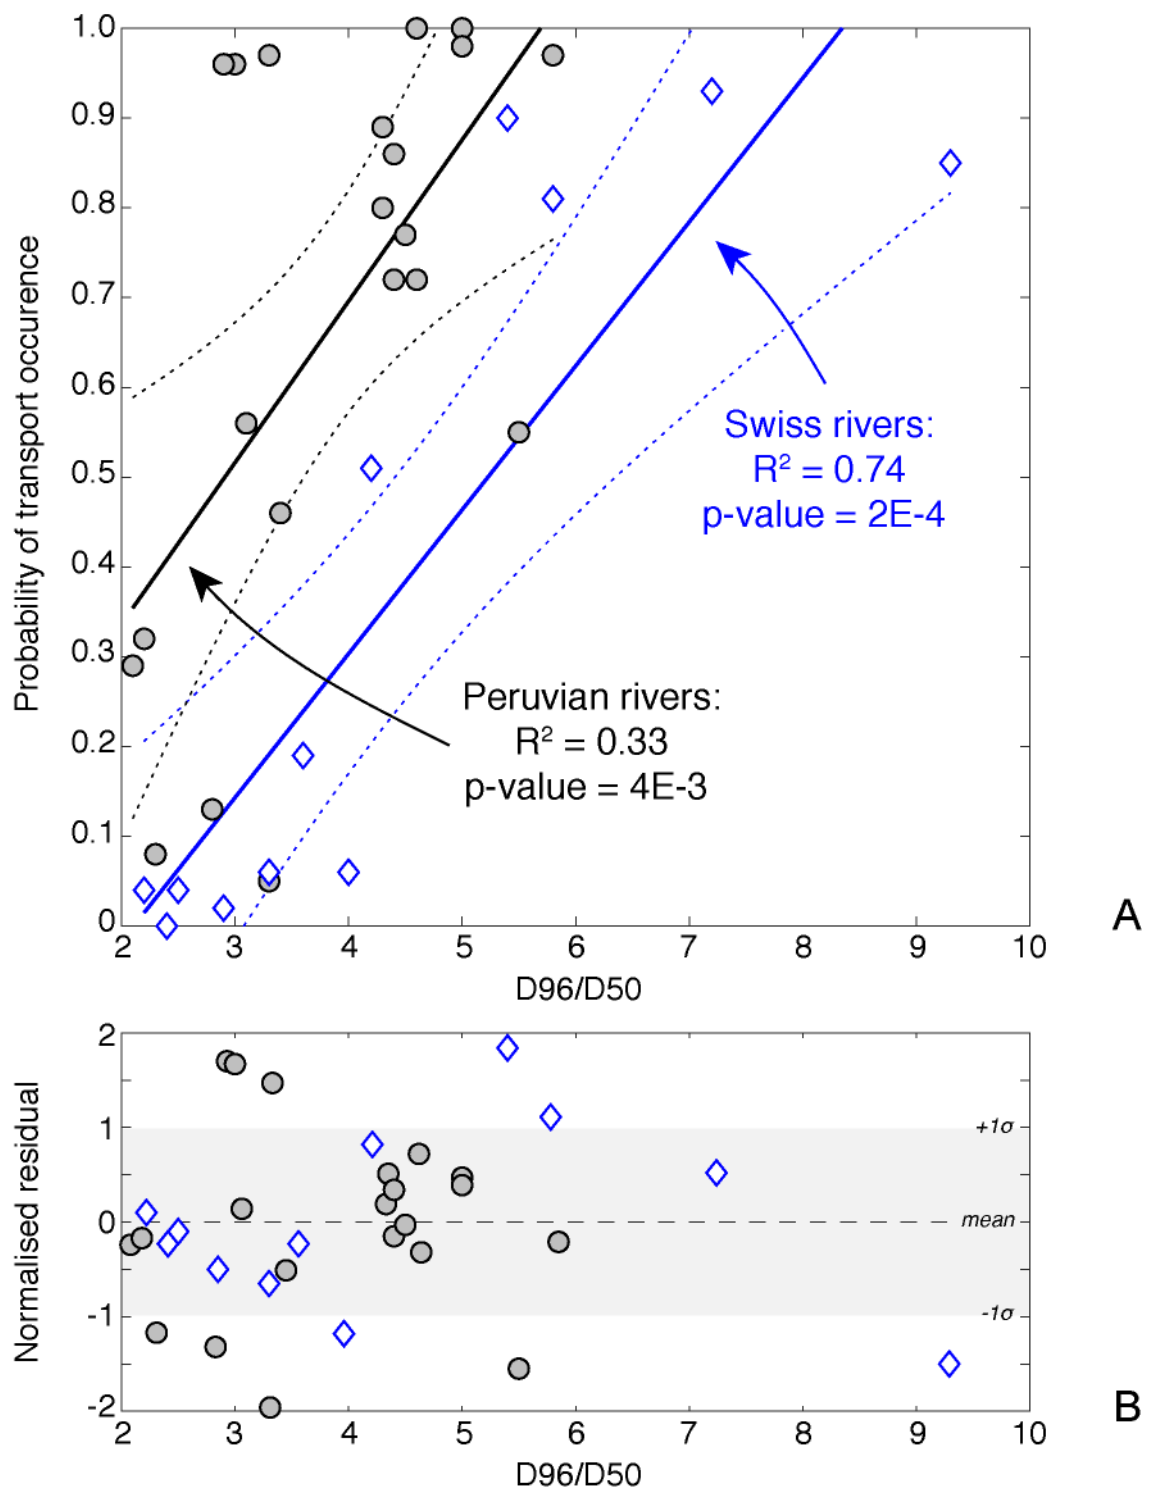 1.0
0.9
0.8
0.7
0.6
0.5
0.4
0.3
0.2
0.1
0
Probability of transport occurence
Swiss rivers:
R² = 0.74
p-value = 2E-4
Peruvian rivers:
R² = 0.33
p-value = 4E-3
2 3 4 5 6 7 8 9 10
D96/D50
A
2
1
0
-1
-2
Normalised residual
+1σ
mean
-1σ
2 3 4 5 6 7 8 9 10
D96/D50
B